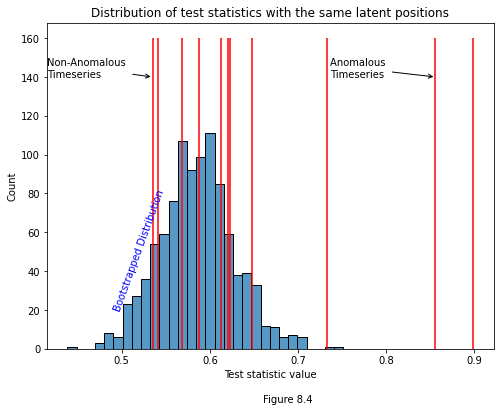 Distribution of test statistics with the same latent positions
160
140
120
100
80
60
40
20
0
Count
Non-Anomalous
Timeseries
Anomalous
Timeseries
Bootstrapped Distribution
0.5
0.6
0.7
0.8
0.9
Test statistic value
Figure 8.4